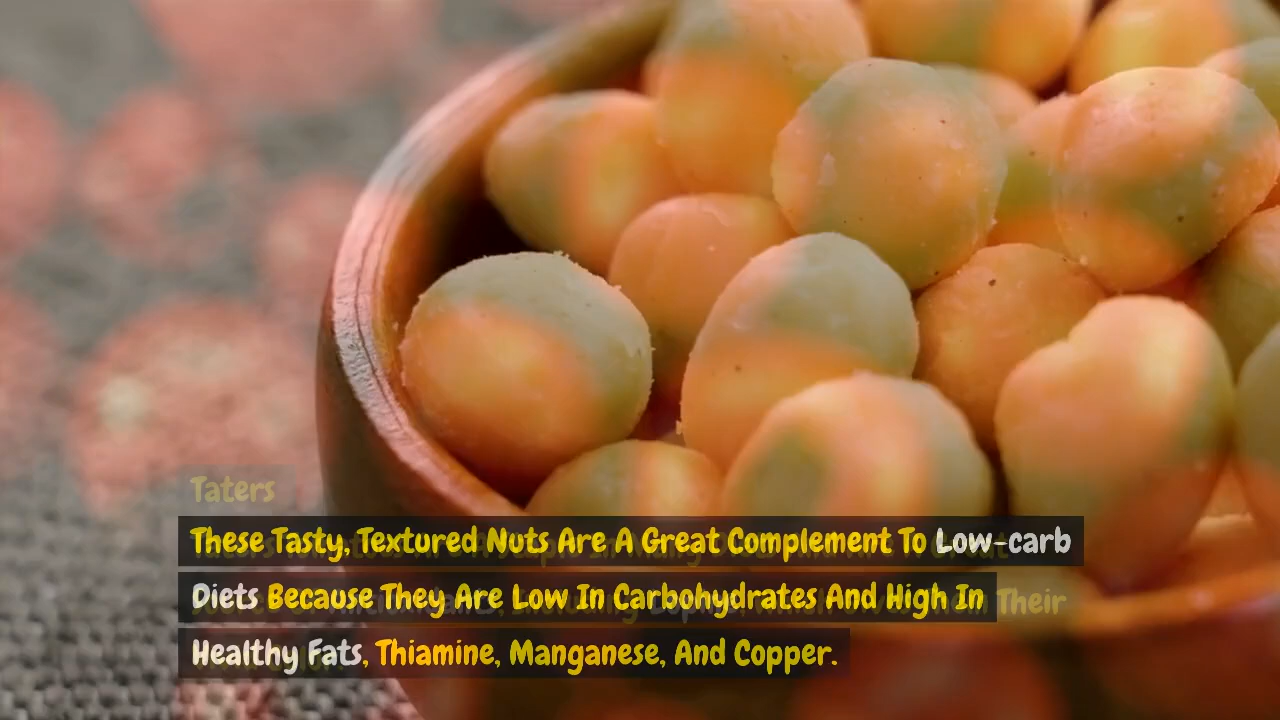 Taters
These Tasty, Textured Nuts Are A Great Complement To Low-carb
Diets Because They Are Low In Carbohydrates And High In Their
Healthy Fats, Thiamine, Manganese, And Copper.